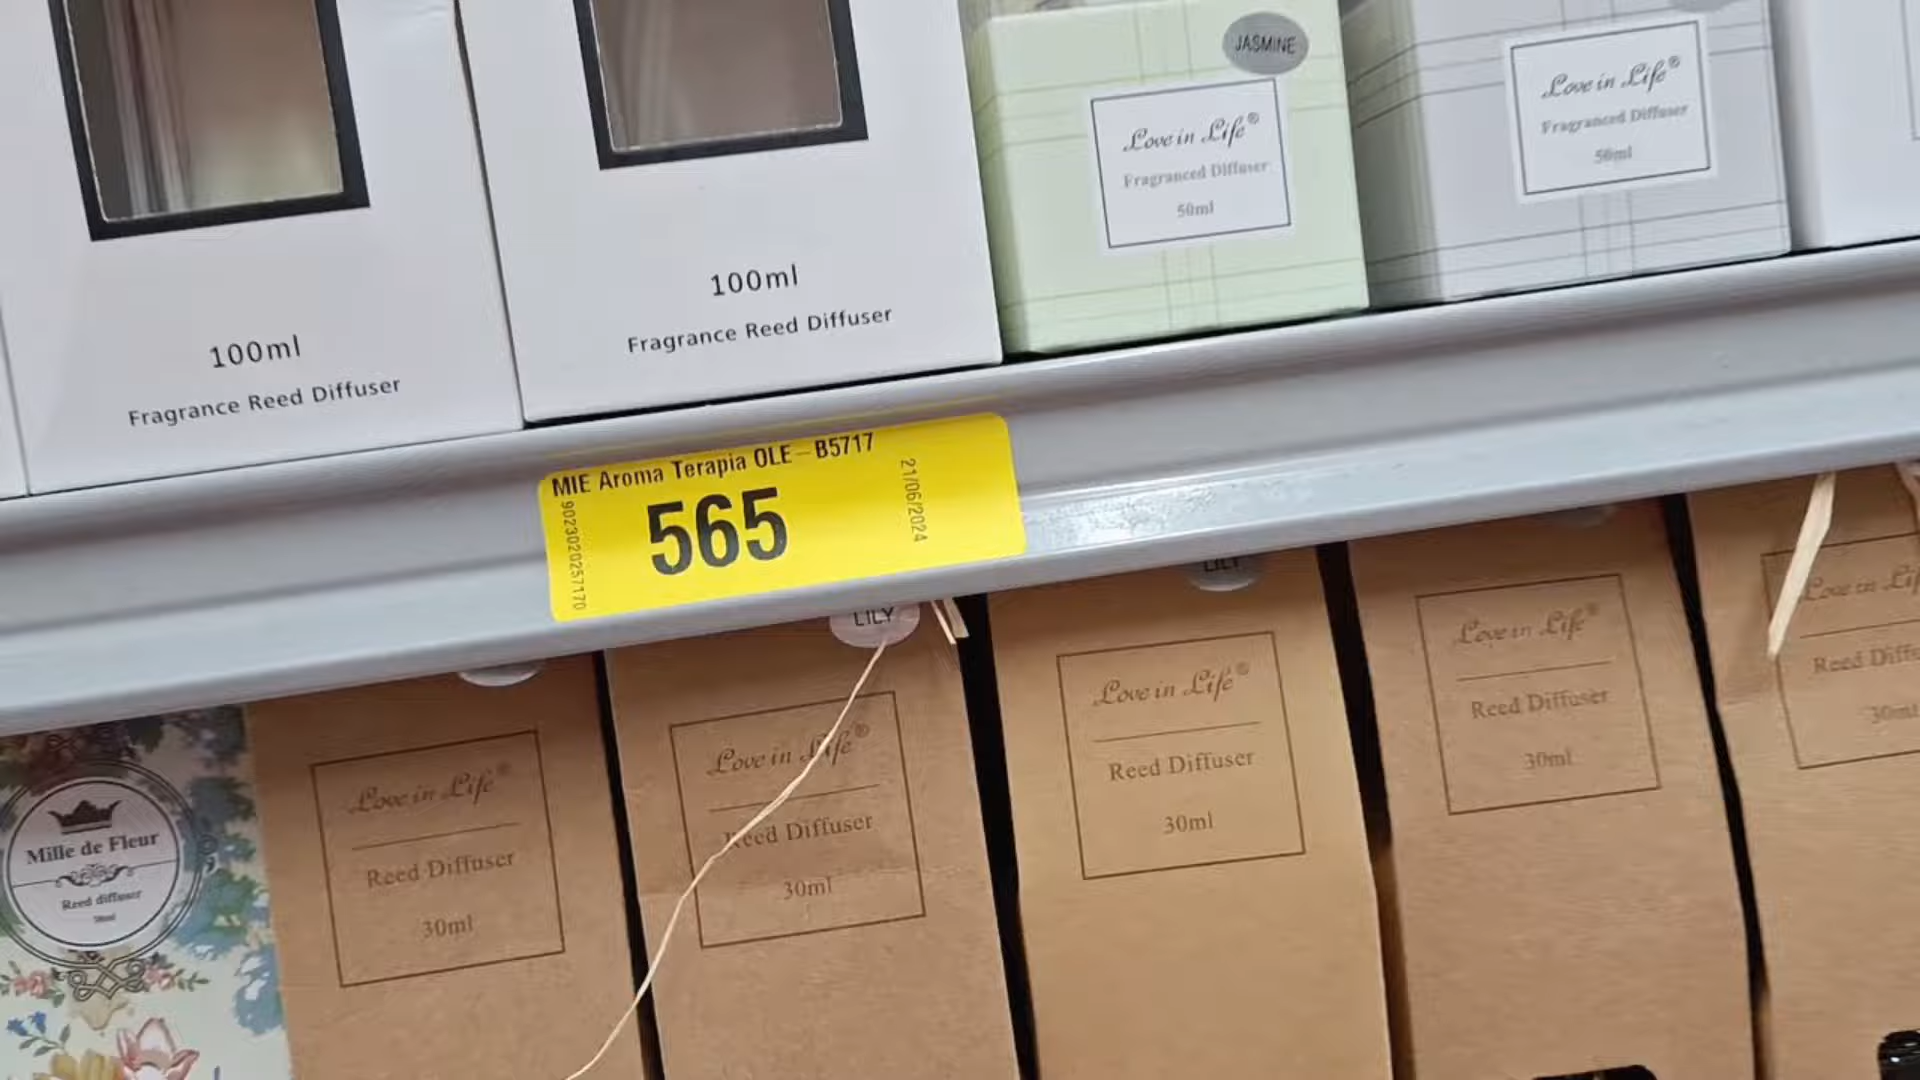 100ml
Fragrance Reed Diffuser
100ml
Fragrance Reed Diffuser
JASMINE
Love in Life®
Fragranced Diffuser
50ml
Love in Life®
Fragranced Diffuser
50ml
MIE Aroma Terapia OLE - B5717
9023020257170
565
21/06/2024
Mille de Fleur
Reed diffuser
Love in Life®
Reed Diffuser
30ml
LILY
Love in Life®
Reed Diffuser
30ml
LILY
Love in Life®
Reed Diffuser
30ml
Love in Life®
Reed Diffuser
30ml
Love in
Reed
30ml